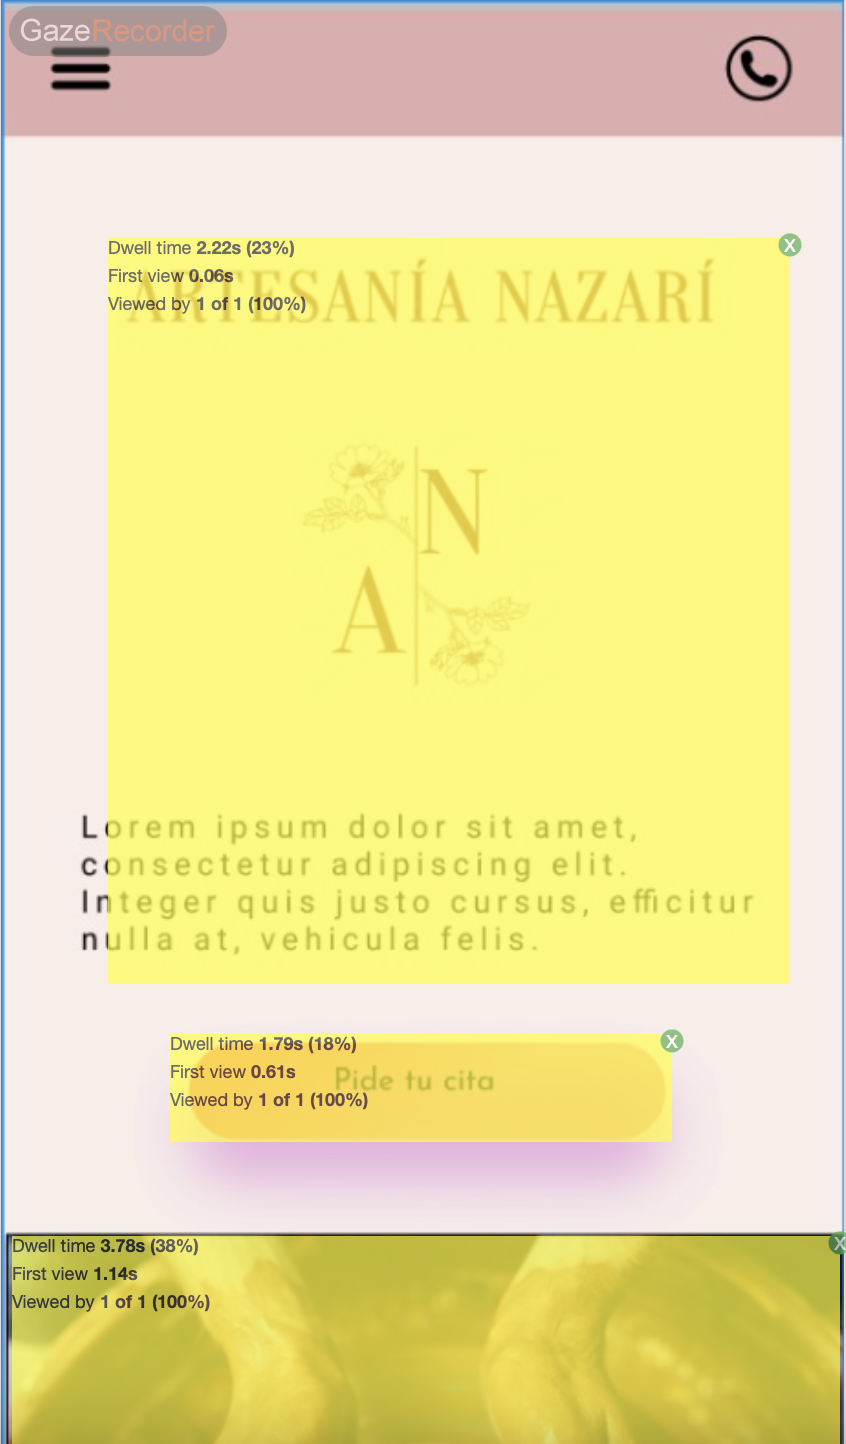 GazeRecorder
Dwell time 2.22s (23%)
First view 0.06s
Viewed by 1 of 1 (100%)
X
ARTESANÍA NAZARÍ
N
A
Lorem ipsum dolor sit amet,
consectetur adipiscing elit.
Integer quis justo cursus, efficitur
nulla at, vehicula felis.
Dwell time 1.79s (18%)
X
First view 0.61s
Pide tu cita
Viewed by 1 of 1 (100%)
Dwell time 3.78s (38%)
X
First view 1.14s
Viewed by 1 of 1 (100%)